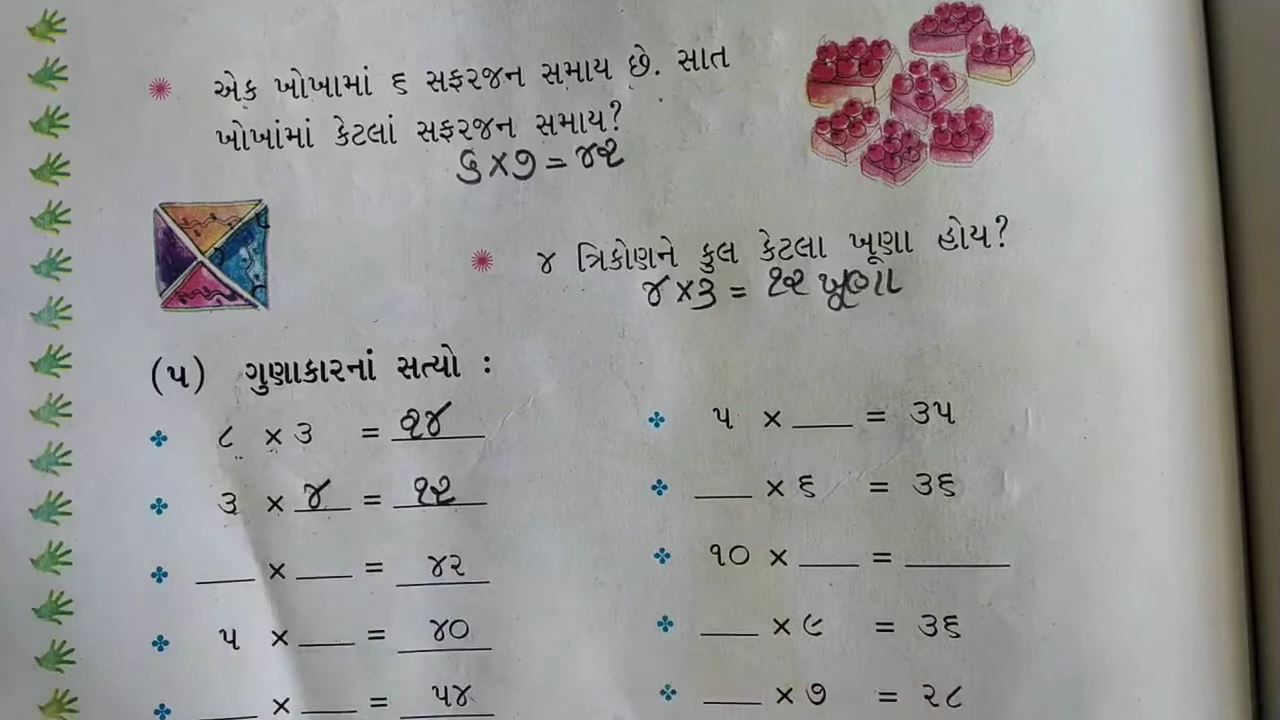 એક ખોખામાં ૬ સફરજન સમાય છે. સાત
ખોખાંમાં કેટલાં સફરજન સમાય?
૬ X ૭ = ૪૨
૪ ત્રિકોણને કુલ કેટલા ખૂણા હોય?
૪ x ૩ = ૧૨ ખૂણા
(૫) ગુણાકારનાં સત્યો :
૮ × ૩ = ૨૪
૩ × ૪ = ૧૨
___ × ___ = ૪૨
૫ × ___ = ૪૦
___ × ___ = ૫૪
૫ × ___ = ૩૫
___ × ૬ = ૩૬
૧૦ × ___ = ___
___ × ૯ = ૩૬
___ × ૭ = ૨૮